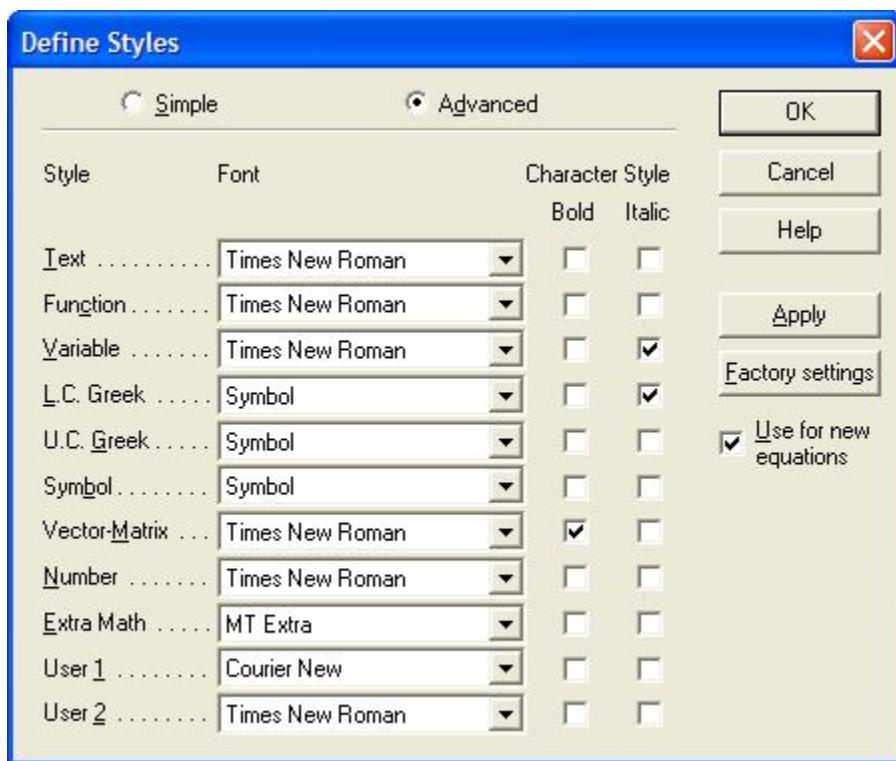 Define Styles
Simple Advanced
OK
Style Font Character Style
Cancel
Bold Italic
Help
Text . . . . . . . . . . Times New Roman
Function . . . . . . Times New Roman
Apply
Variable . . . . . . . Times New Roman
Factory settings
L.C. Greek . . . . . Symbol
U.C. Greek . . . . . Symbol
Use for new
equations
Symbol . . . . . . . . Symbol
Vector-Matrix . . . Times New Roman
Number . . . . . . . Times New Roman
Extra Math . . . . . MT Extra
User 1 . . . . . . . . Courier New
User 2 . . . . . . . . Times New Roman